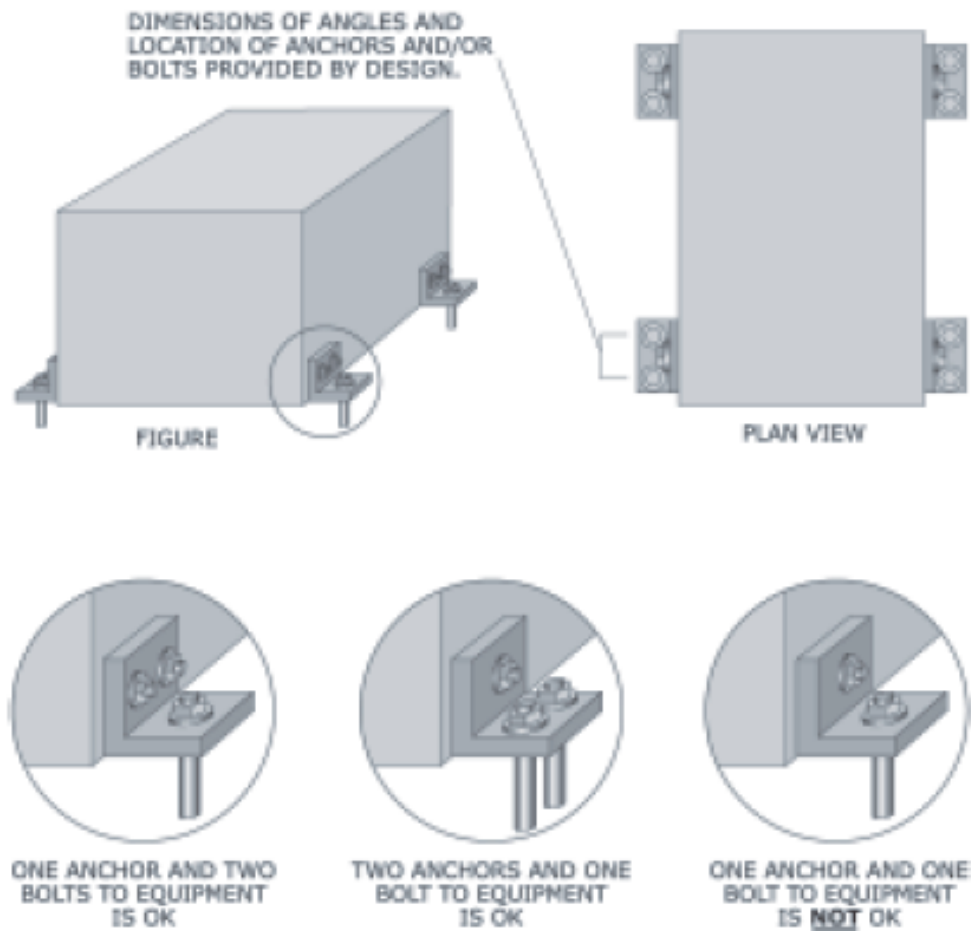 DIMENSIONS OF ANGLES AND
LOCATION OF ANCHORS AND/OR
BOLTS PROVIDED BY DESIGN.
FIGURE
PLAN VIEW
ONE ANCHOR AND TWO
BOLTS TO EQUIPMENT
IS OK
TWO ANCHORS AND ONE
BOLT TO EQUIPMENT
IS OK
ONE ANCHOR AND ONE
BOLT TO EQUIPMENT
IS NOT OK